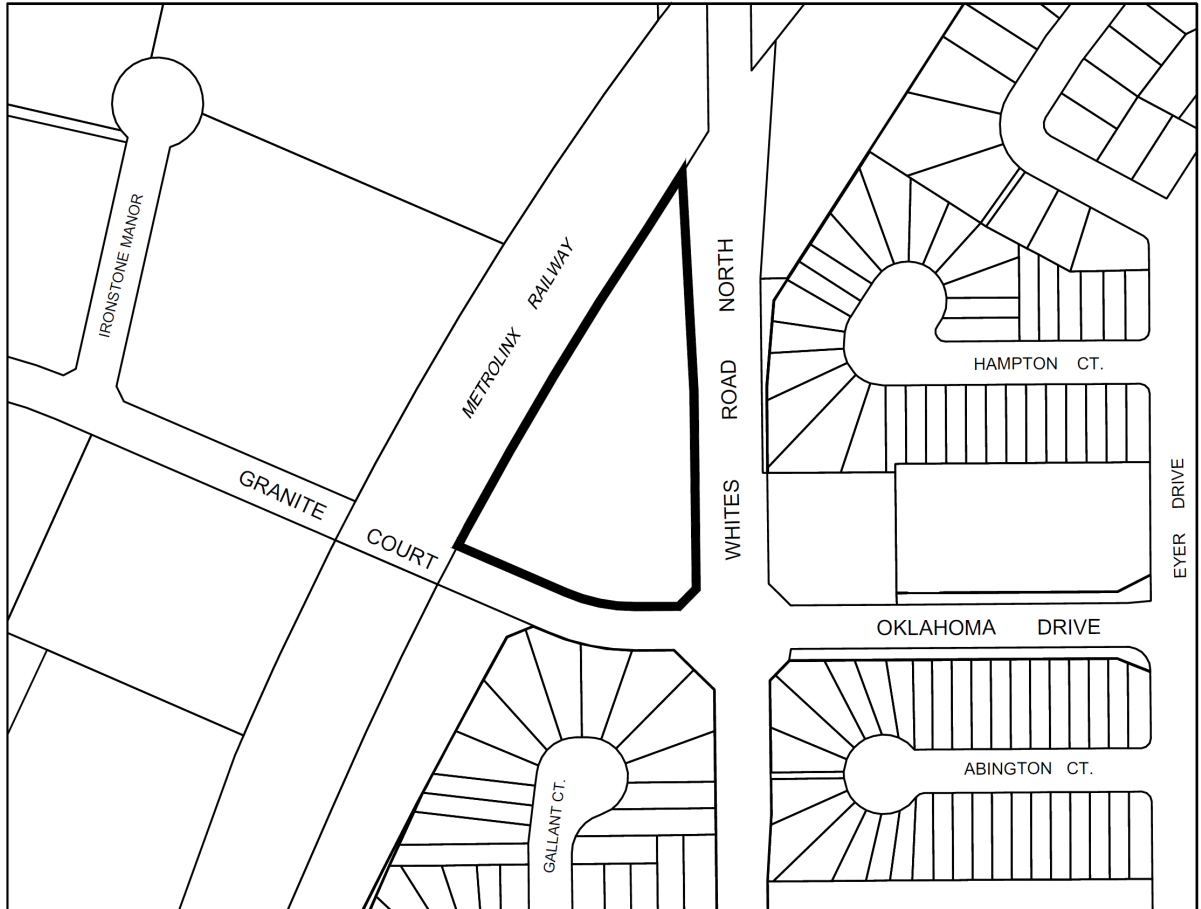 IRONSTONE MANOR
METROLINX RAILWAY
WHITES ROAD NORTH
HAMPTON CT.
GRANITE COURT
EYER DRIVE
OKLAHOMA DRIVE
GALLANT CT.
ABINGTON CT.